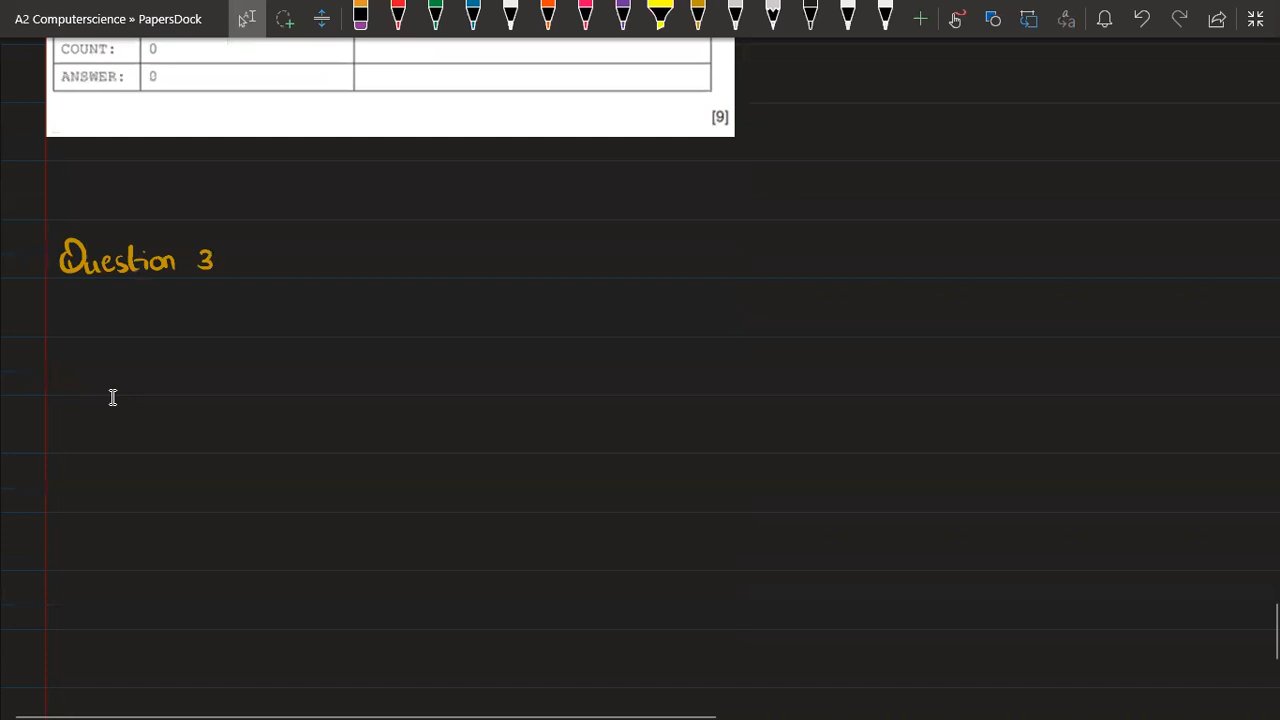 A2 Computerscience » PapersDock
COUNT: 0
ANSWER: 0
[9]
Question 3